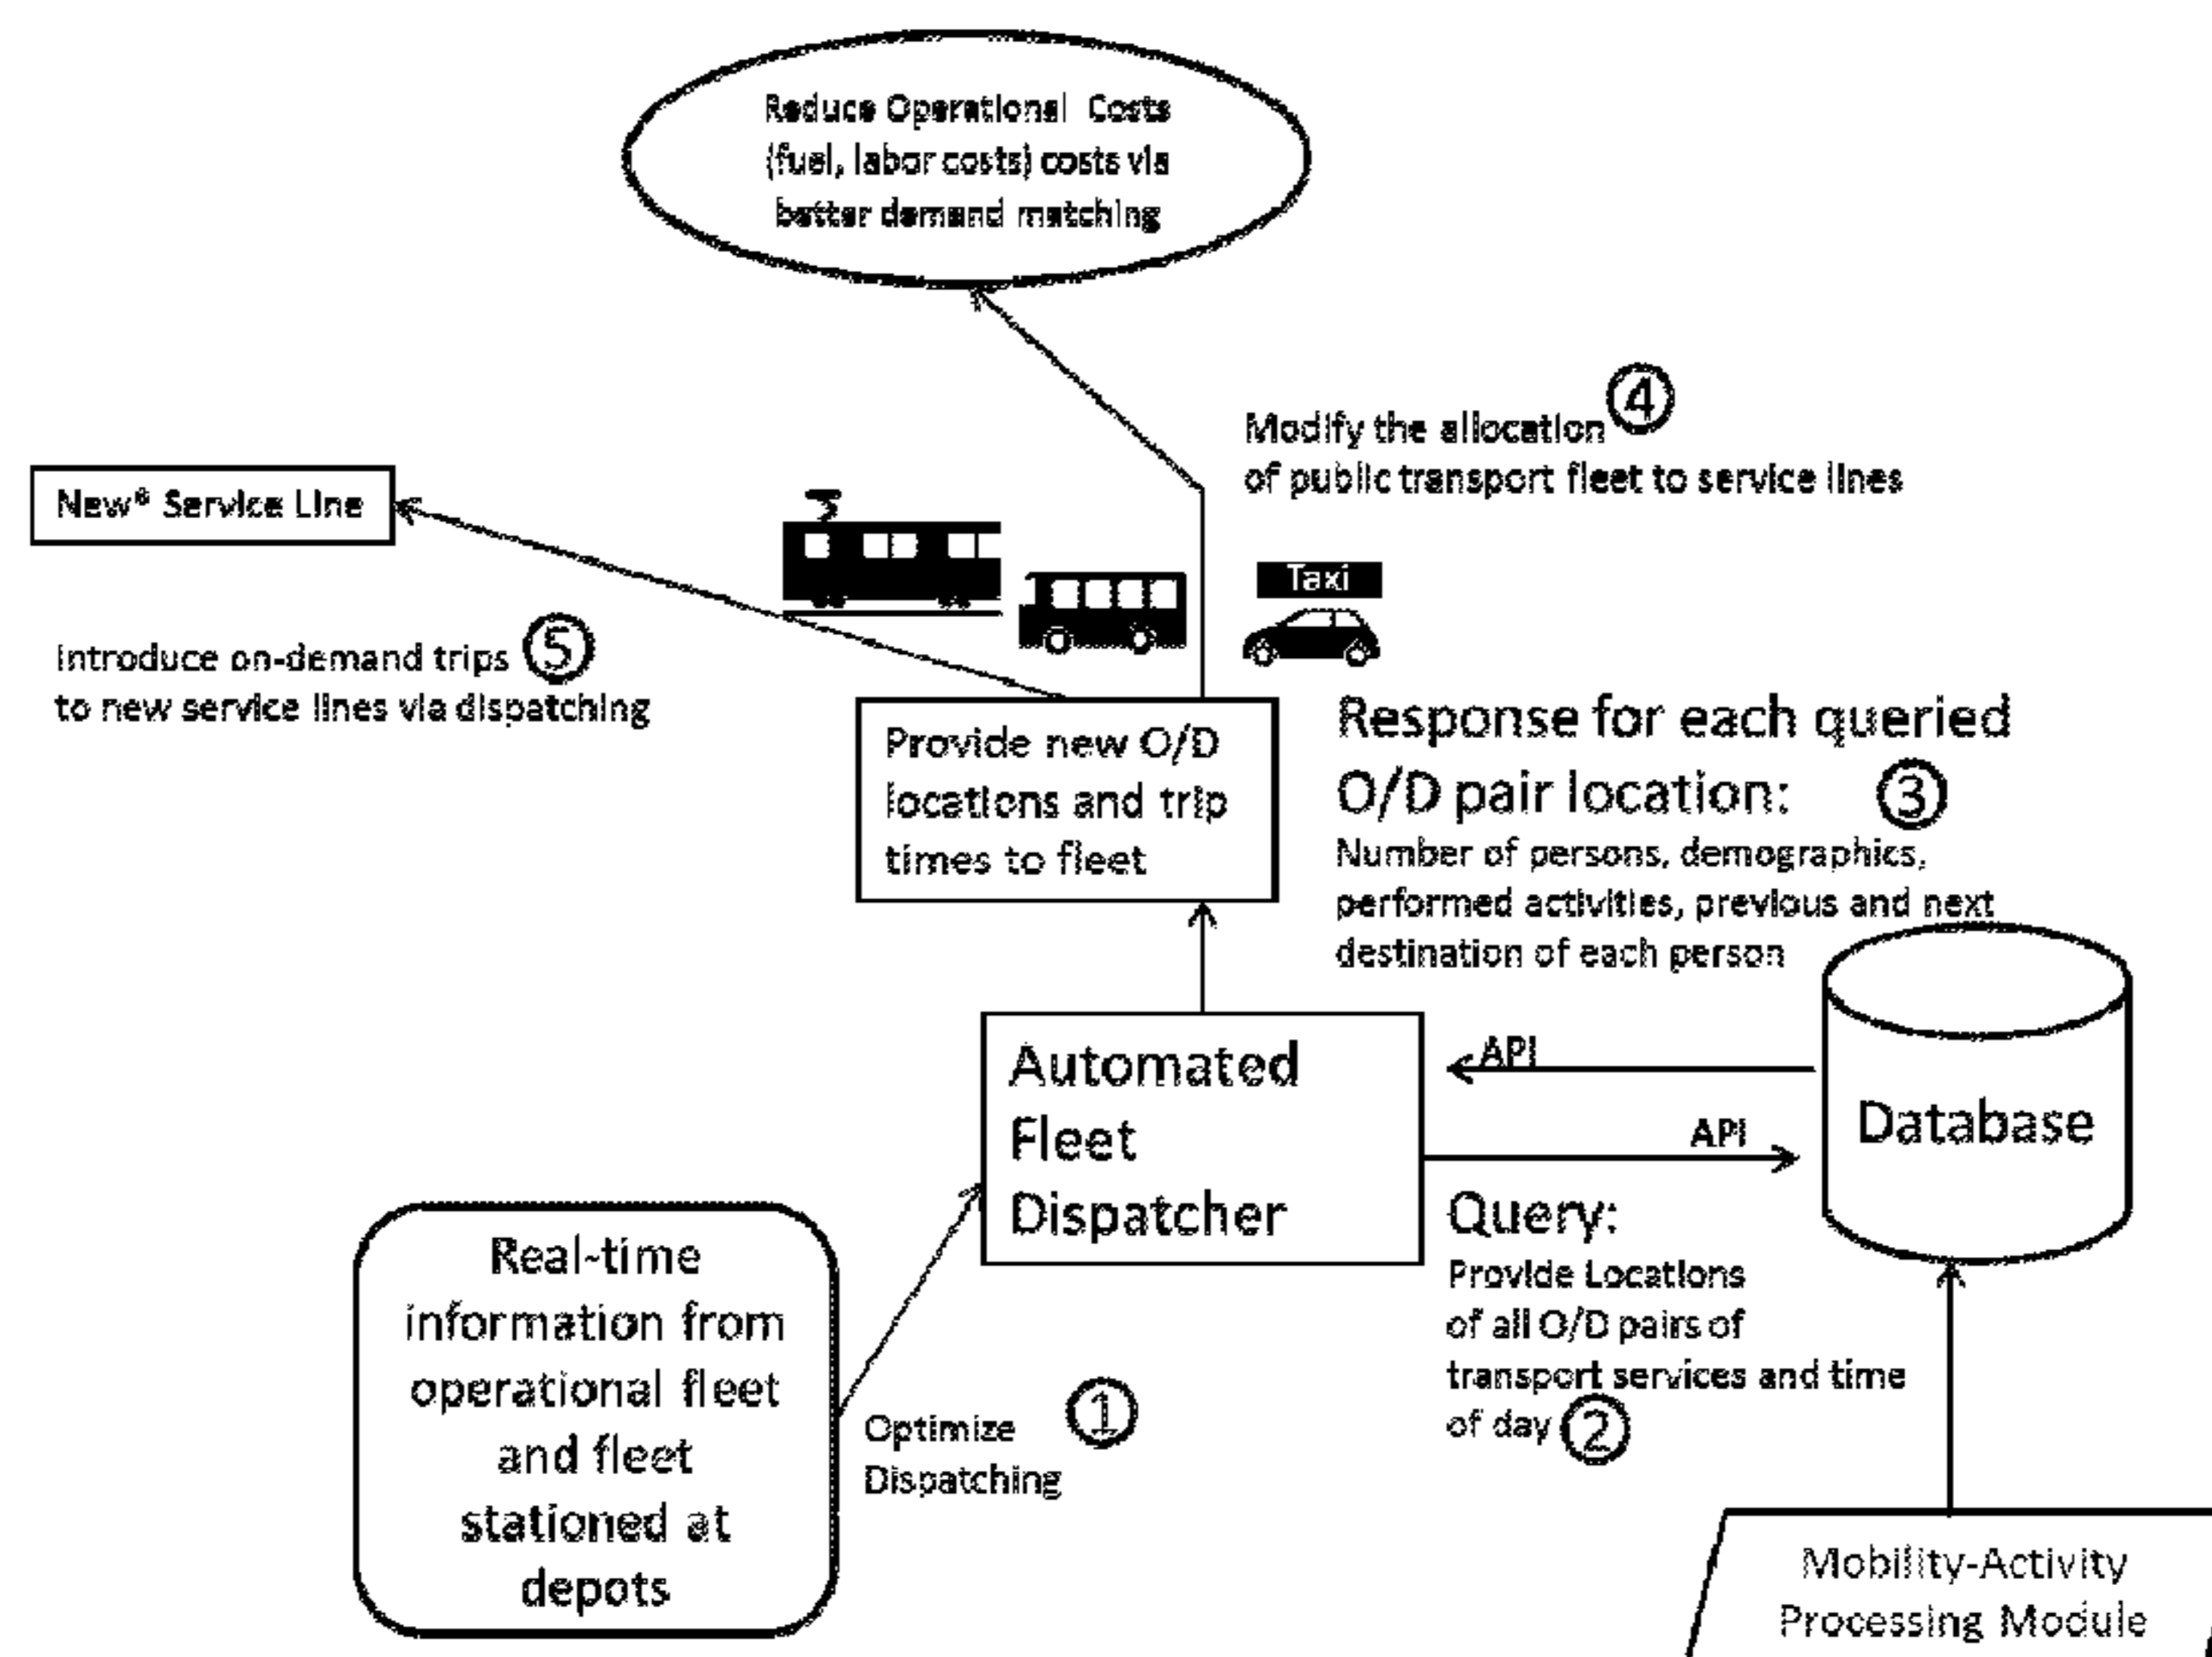 Reduce Operational Costs
(fuel, labor costs) costs via
better demand matching
4
Modify the allocation
of public transport fleet to service lines
New* Service Line
Taxi
Introduce on-demand trips 5
to new service lines via dispatching
Provide new O/D
locations and trip
times to fleet
Response for each queried
O/D pair location: 3
Number of persons, demographics,
performed activities, previous and next
destination of each person
Automated
Fleet
Dispatcher
API
API
Database
Query:
Provide Locations
of all O/D pairs of
transport services and time
of day 2
Real-time
information from
operational fleet
and fleet
stationed at
depots
Optimize 1
Dispatching
Mobility-Activity
Processing Module